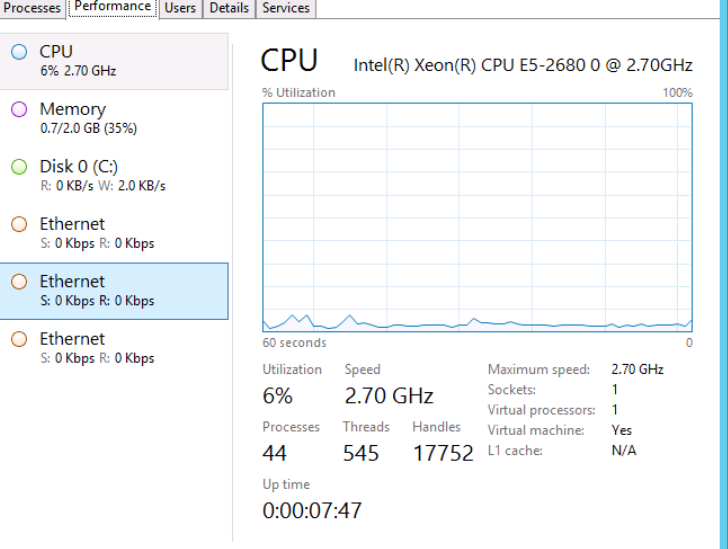 Processes Performance Users Details Services
CPU
6% 2.70 GHz
Memory
0.7/2.0 GB (35%)
Disk 0 (C:)
R: 0 KB/s W: 2.0 KB/s
Ethernet
S: 0 Kbps R: 0 Kbps
Ethernet
S: 0 Kbps R: 0 Kbps
Ethernet
S: 0 Kbps R: 0 Kbps
CPU Intel(R) Xeon(R) CPU E5-2680 0 @ 2.70GHz
% Utilization 100%
60 seconds 0
Utilization Speed
6% 2.70 GHz
Processes Threads Handles
44 545 17752
Up time
0:00:07:47
Maximum speed: 2.70 GHz
Sockets: 1
Virtual processors: 1
Virtual machine: Yes
L1 cache: N/A